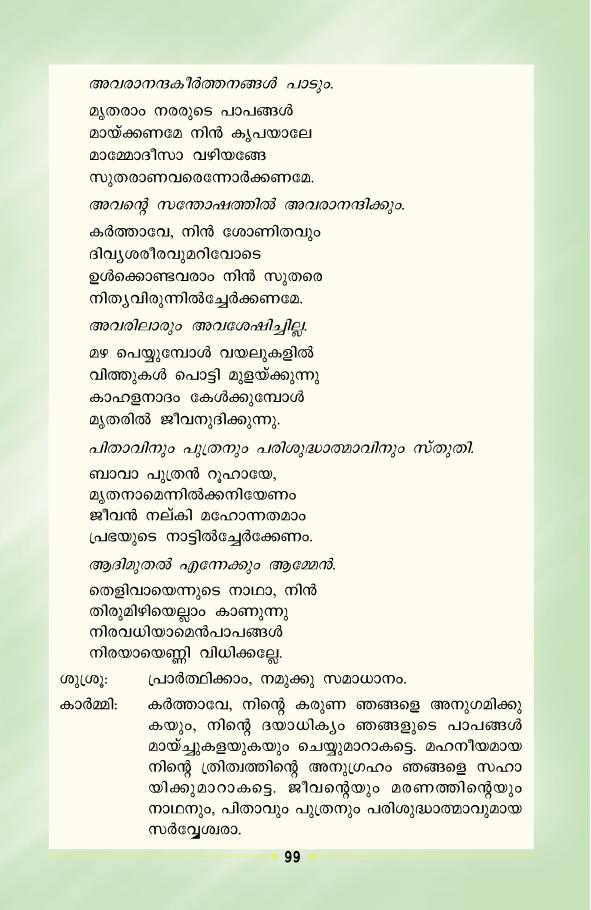 അവരാനന്ദകീർത്തനങ്ങൾ പാടും.
മൃതരാം നരരുടെ പാപങ്ങൾ
മായ്ക്കണമേ നിൻ കൃപയാലേ
മാമ്മോദീസാ വഴിയങ്ങേ
സുതരാണവരെന്നോർക്കണമേ.
അവന്റെ സന്തോഷത്തിൽ അവരാനന്ദിക്കും.
കർത്താവേ, നിൻ ശോണിതവും
ദിവ്യശരീരവുമറിവോടെ
ഉൾക്കൊണ്ടവരാം നിൻ സുതരെ
നിത്യവിരുന്നിൽച്ചേർക്കണമേ.
അവരിലാരും അവശേഷിച്ചില്ല.
മഴ പെയ്യുമ്പോൾ വയലുകളിൽ
വിത്തുകൾ പൊട്ടി മുളയ്ക്കുന്നു
കാഹളനാദം കേൾക്കുമ്പോൾ
മൃതരിൽ ജീവനുദിക്കുന്നു.
പിതാവിനും പുത്രനും പരിശുദ്ധാത്മാവിനും സ്തുതി.
ബാവാ പുത്രൻ റൂഹായേ,
മൃതനാമെന്നിൽക്കനിയേണം
ജീവൻ നല്കി മഹോന്നതമാം
പ്രഭയുടെ നാട്ടിൽച്ചേർക്കേണം.
ആദിമുതൽ എന്നേക്കും ആമ്മേൻ.
തെളിവായെന്നുടെ നാഥാ, നിൻ
തിരുമിഴിയെല്ലാം കാണുന്നു
നിരവധിയാമെൻപാപങ്ങൾ
നിരയായെണ്ണി വിധിക്കല്ലേ.
ശുശ്രൂ: പ്രാർത്ഥിക്കാം, നമുക്കു സമാധാനം.
കാർമ്മി: കർത്താവേ, നിന്റെ കരുണ ഞങ്ങളെ അനുഗമിക്കു
കയും, നിന്റെ ദയാധിക്യം ഞങ്ങളുടെ പാപങ്ങൾ
മായ്ച്ചുകളയുകയും ചെയ്യുമാറാകട്ടെ. മഹനീയമായ
നിന്റെ ത്രിത്വത്തിന്റെ അനുഗ്രഹം ഞങ്ങളെ സഹാ
യിക്കുമാറാകട്ടെ. ജീവന്റെയും മരണത്തിന്റെയും
നാഥനും, പിതാവും പുത്രനും പരിശുദ്ധാത്മാവുമായ
സർവ്വേശ്വരാ.
99